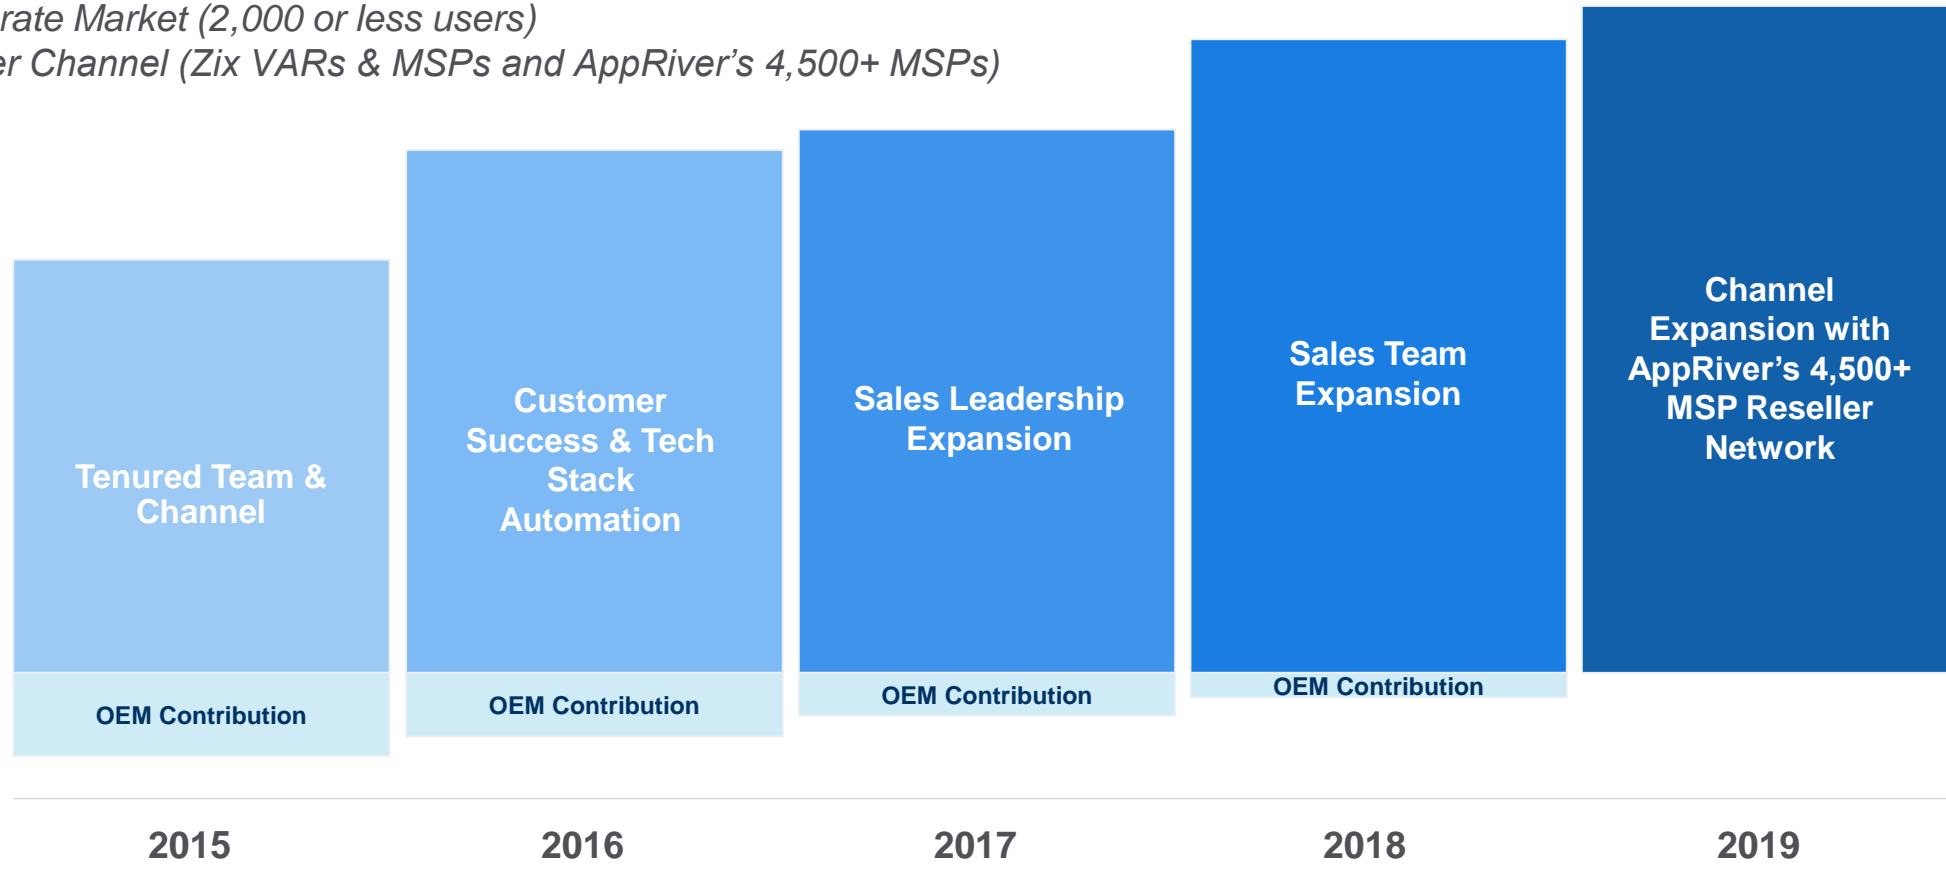 rate Market (2,000 or less users)
er Channel (Zix VARs & MSPs and AppRiver’s 4,500+ MSPs)
Tenured Team &
Channel
OEM Contribution
Customer
Success & Tech
Stack
Automation
OEM Contribution
Sales Leadership
Expansion
OEM Contribution
Sales Team
Expansion
OEM Contribution
Channel
Expansion with
AppRiver’s 4,500+
MSP Reseller
Network
2015
2016
2017
2018
2019